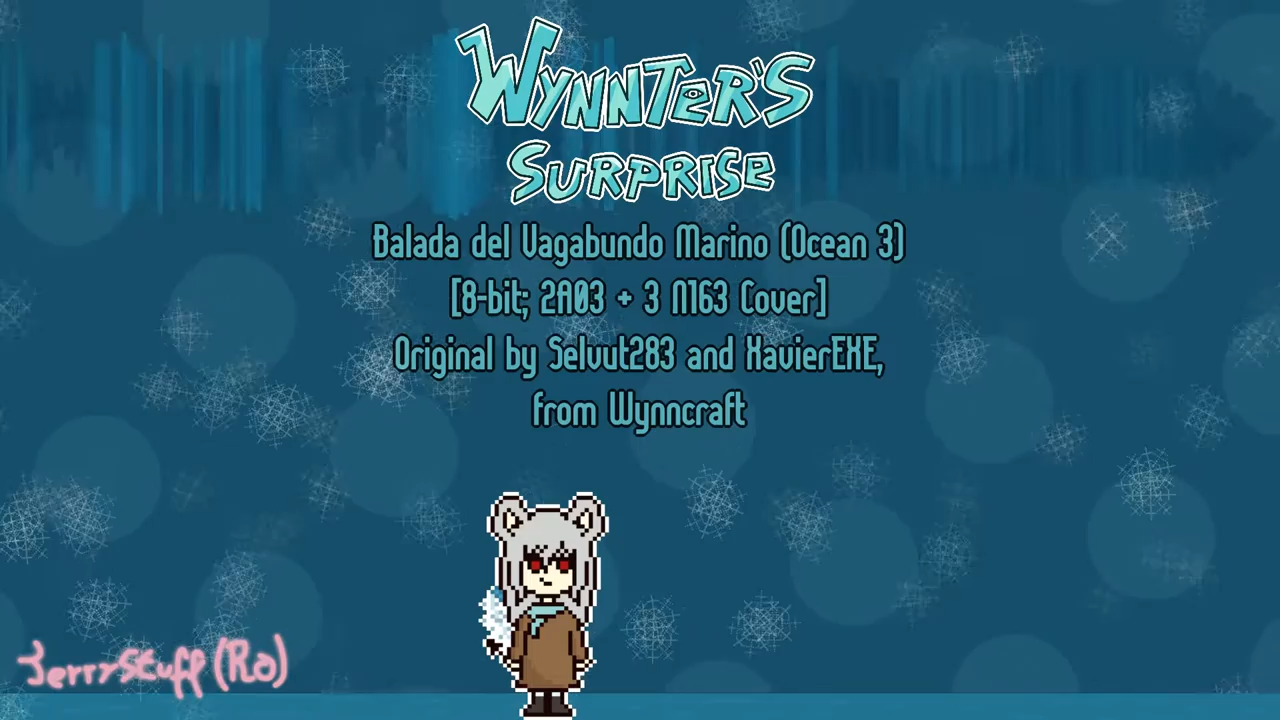 WYNNTER'S
SURPRISE
Balada del Vagabundo Marino (Ocean 3)
[8-bit; 2A03 + 3 N163 Cover]
Original by Selvut283 and XavierEXE,
from Wynncraft
JerryStuff (Ro)